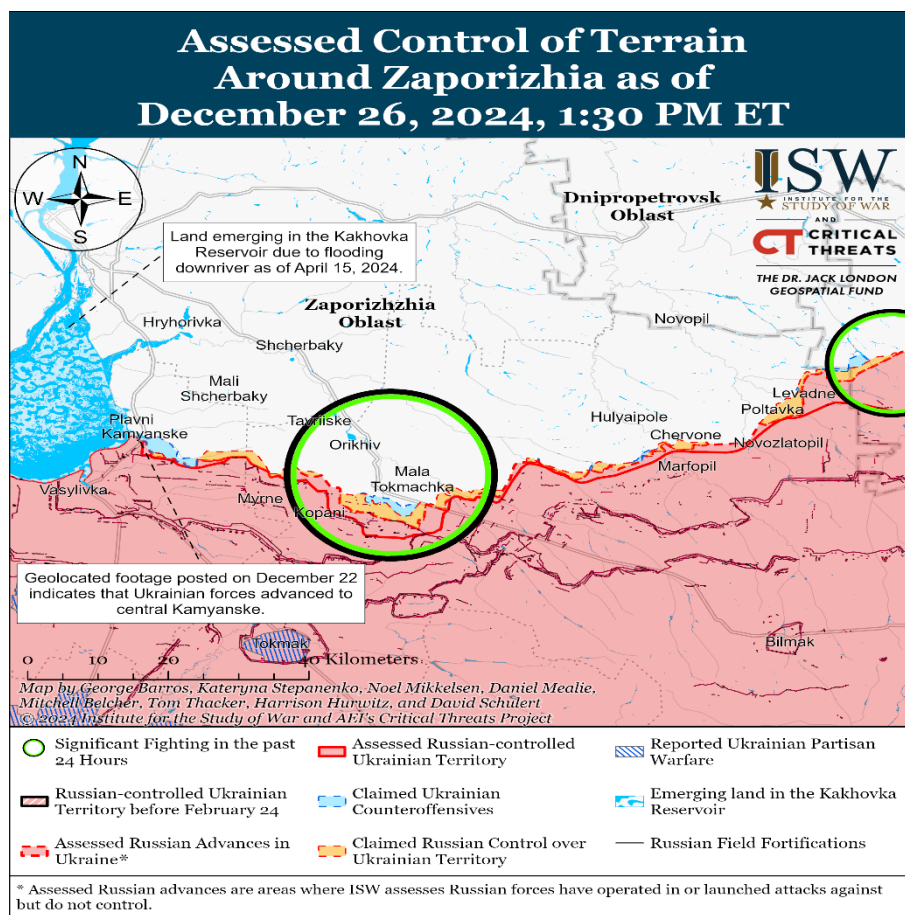 Assessed Control of Terrain
Around Zaporizhia as of
December 26, 2024, 1:30 PM ET
N
W E
S
ISW
INSTITUTE FOR THE
STUDY OF WAR
AND
CT CRITICAL
THREATS
THE DR. JACK LONDON
GEOSPATIAL FUND
Dnipropetrovsk
Oblast
Land emerging in the Kakhovka
Reservoir due to flooding
downriver as of April 15, 2024.
Zaporizhzhia
Oblast
Hryhorivka
Novopil
Shcherbaky
Mali
Shcherbaky
Levadne
Plavni
Tavriiske
Hulyaipole
Poltavka
Kamyanske
Orikhiv
Chervone
Novozlatopil
Mala
Tokmachka
Marfopil
Vasylivka
Myrne
Kopani
Geolocated footage posted on December 22
indicates that Ukrainian forces advanced to
central Kamyanske.
Tokmak
Bilmak
0 10 20 40 Kilometers
Map by George Barros, Kateryna Stepanenko, Noel Mikkelsen, Daniel Mealie,
Mitchell Belcher, Tom Thacker, Harrison Hurwitz, and David Schulert
© 2024 Institute for the Study of War and AEI's Critical Threats Project
Significant Fighting in the past
24 Hours
Assessed Russian-controlled
Ukrainian Territory
Reported Ukrainian Partisan
Warfare
Russian-controlled Ukrainian
Territory before February 24
Claimed Ukrainian
Counteroffensives
Emerging land in the Kakhovka
Reservoir
Assessed Russian Advances in
Ukraine*
Claimed Russian Control over
Ukrainian Territory
Russian Field Fortifications
* Assessed Russian advances are areas where ISW assesses Russian forces have operated in or launched attacks against
but do not control.